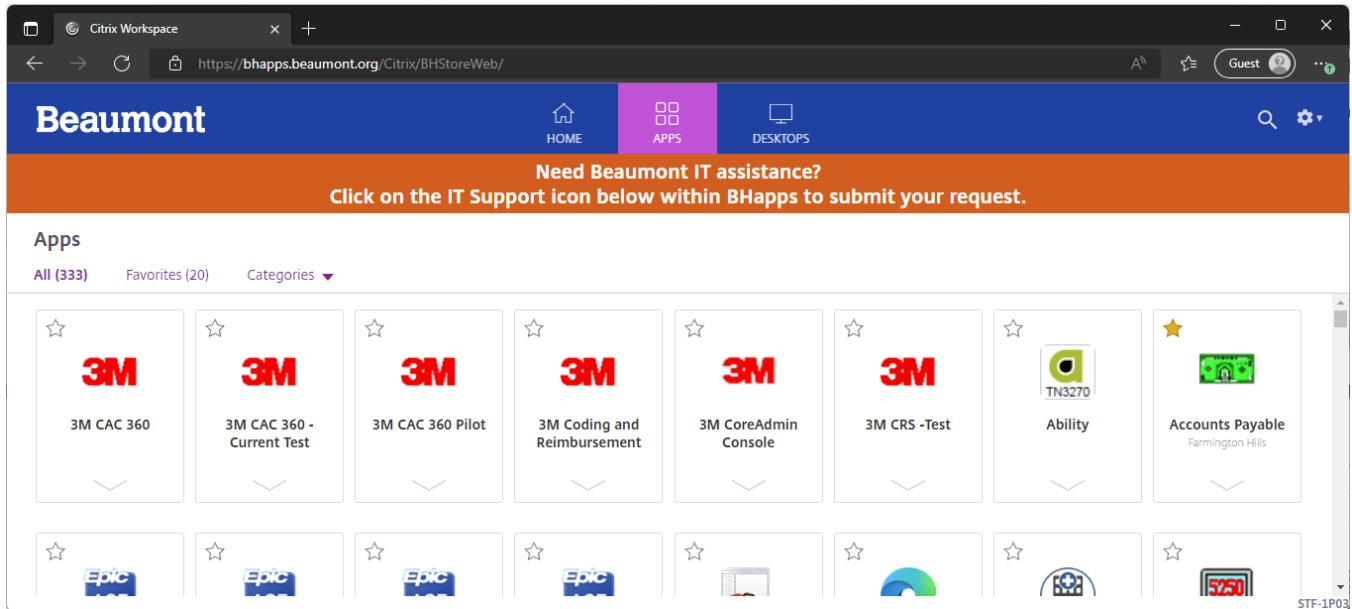 Citrix Workspace
https://bhapps.beaumont.org/Citrix/BHStoreWeb/
Guest
Beaumont
HOME
APPS
DESKTOPS
Need Beaumont IT assistance?
Click on the IT Support icon below within BHapps to submit your request.
Apps
All (333) Favorites (20) Categories
3M
3M CAC 360
3M
3M CAC 360 -
Current Test
3M
3M CAC 360 Pilot
3M
3M Coding and
Reimbursement
3M
3M CoreAdmin
Console
3M
3M CRS -Test
TN3270
Ability
Accounts Payable
Farmington Hills
Epic
Epic
Epic
Epic
5250
STF-1P03